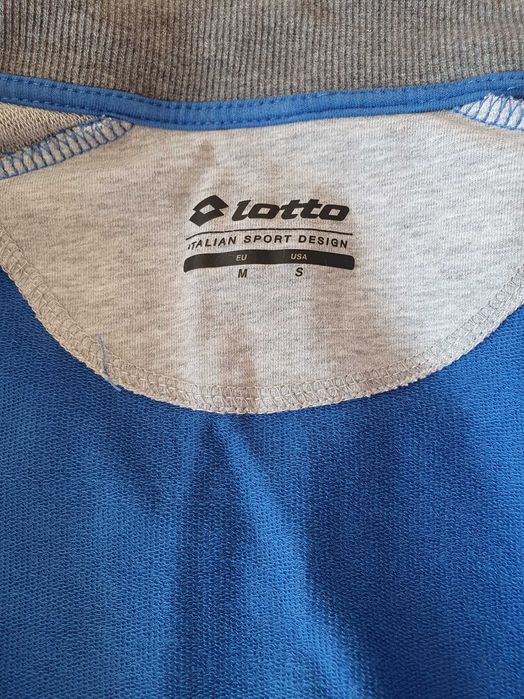 lotto
ITALIAN SPORT DESIGN
EU USA
M S